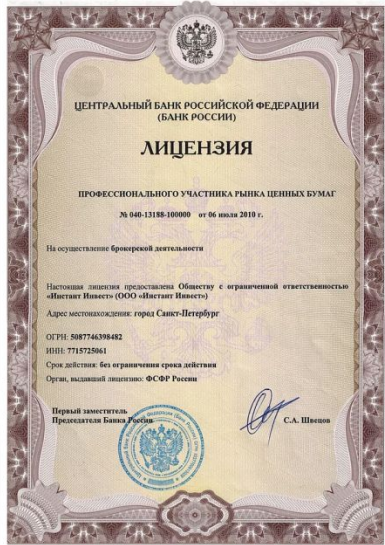 ЦЕНТРАЛЬНЫЙ БАНК РОССИЙСКОЙ ФЕДЕРАЦИИ
(БАНК РОССИИ)
ЛИЦЕНЗИЯ
ПРОФЕССИОНАЛЬНОГО УЧАСТНИКА РЫНКА ЦЕННЫХ БУМАГ
№ 040-13188-100000 от 06 июля 2010 г.
На осуществление брокерской деятельности
Настоящая лицензия предоставлена Обществу с ограниченной ответственностью
«Инстант Инвест» (ООО «Инстант Инвест»)
Адрес местонахождения: город Санкт-Петербург
ОГРН: 5087746398482
ИНН: 7715725061
Срок действия: без ограничения срока действия
Орган, выдавший лицензию: ФСФР России
Первый заместитель
Председателя Банка России
С.А. Швецов